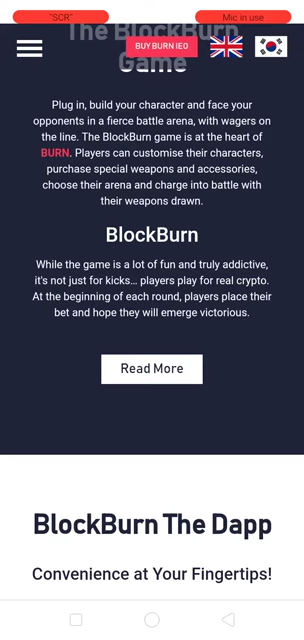 "SCR"
Mic in use
The BlockBurn
BUY BURN IEO
Game
Plug in, build your character and face your
opponents in a fierce battle arena, with wagers on
the line. The BlockBurn game is at the heart of
BURN. Players can customise their characters,
purchase special weapons and accessories,
choose their arena and charge into battle with
their weapons drawn.
BlockBurn
While the game is a lot of fun and truly addictive,
it's not just for kicks… players play for real crypto.
At the beginning of each round, players place their
bet and hope they will emerge victorious.
Read More
BlockBurn The Dapp
Convenience at Your Fingertips!